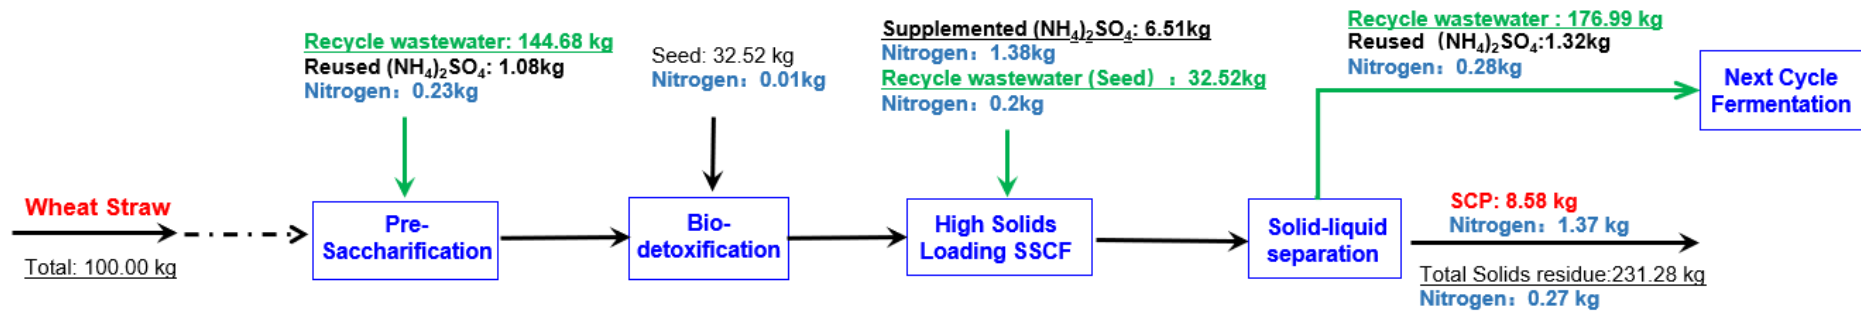 Recycle wastewater: 144.68 kg
Reused (NH₄)₂SO₄: 1.08kg
Nitrogen：0.23kg
Seed: 32.52 kg
Nitrogen：0.01kg
Supplemented (NH₄)₂SO₄: 6.51kg
Nitrogen：1.38kg
Recycle wastewater (Seed) ：32.52kg
Nitrogen：0.2kg
Recycle wastewater : 176.99 kg
Reused （NH₄)₂SO₄:1.32kg
Nitrogen：0.28kg
Next Cycle
Fermentation
Wheat Straw
Total: 100.00 kg
Pre-
Saccharification
Bio-
detoxification
High Solids
Loading SSCF
Solid-liquid
separation
SCP: 8.58 kg
Nitrogen：1.37 kg
Total Solids residue:231.28 kg
Nitrogen：0.27 kg